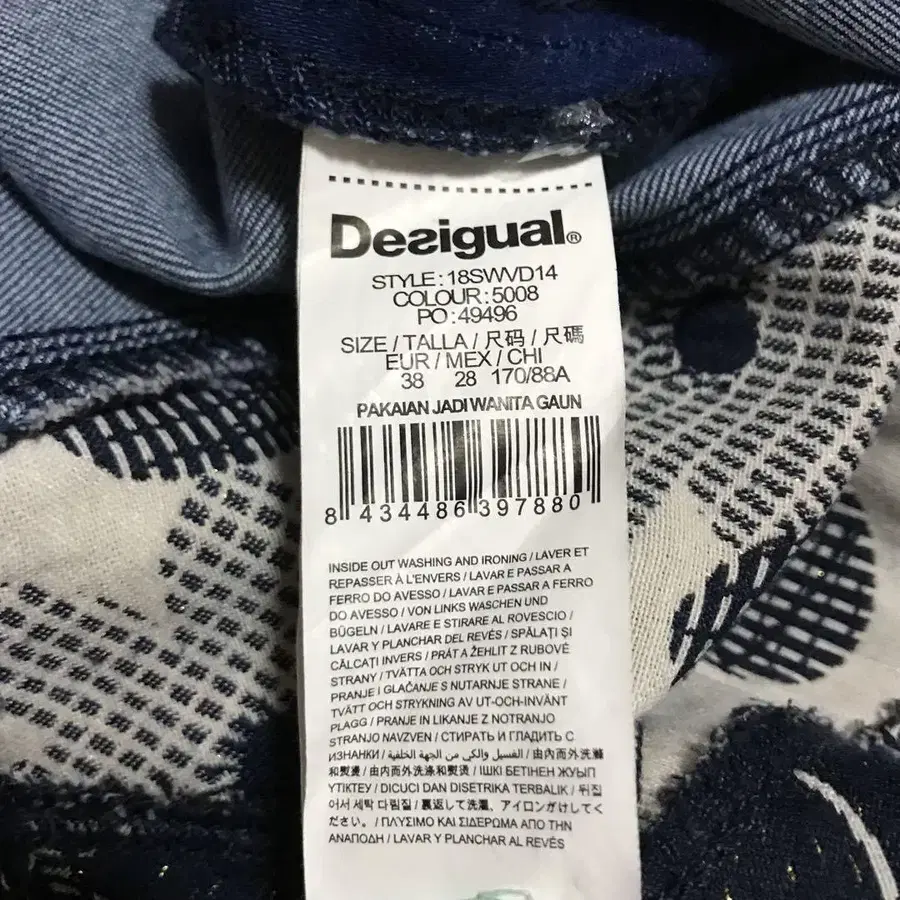 Desigual®
STYLE: 18SWVD14
COLOUR: 5008
PO: 49496
SIZE / TALLA / 尺码 / 尺碼
EUR / MEX / CHI
38 28 170/88A
PAKAIAN JADI WANITA GAUN
8 434486 397880
INSIDE OUT WASHING AND IRONING / LAVER ET
REPASSER À L'ENVERS / LAVAR E PASSAR A
FERRO DO AVESSO / LAVAR E PASSAR A FERRO
DO AVESSO / VON LINKS WASCHEN UND
BÜGELN / LAVARE E STIRARE AL ROVESCIO /
LAVAR Y PLANCHAR DEL REVÉS / SPĂLAȚI ȘI
CĂLCAȚI INVERS / PRÁT A ŽEHLIT Z RUBOVÉ
STRANY / TVÄTTA OCH STRYK UT OCH IN /
PRANJE I GLAČANJE S NUTARNJE STRANE /
TVÄTT OCH STRYKNING AV UT-OCH-INVÄNT
PLAGG / PRANJE IN LIKANJE Z NOTRANJO
STRANJO NAVZVEN / СТИРАТЬ И ГЛАДИТЬ С
ИЗНАНКИ / الغسيل والكي من الجهة الخلفية / 由內而外洗滌
和熨燙 / 由内而外洗涤和熨烫 / ІШКІ БЕТІНЕН ЖУЫП
ҮТІКТЕУ / DICUCI DAN DISETRIKA TERBALIK / 뒤집
어서 세탁 다림질 / 裏返して洗濯、アイロンがけしてく
ださい。 / ΠΛΥΣΙΜΟ ΚΑΙ ΣΙΔΕΡΩΜΑ ΑΠΟ ΤΗΝ
ΑΝΑΠΟΔΗ / LAVAR Y PLANCHAR AL REVÉS